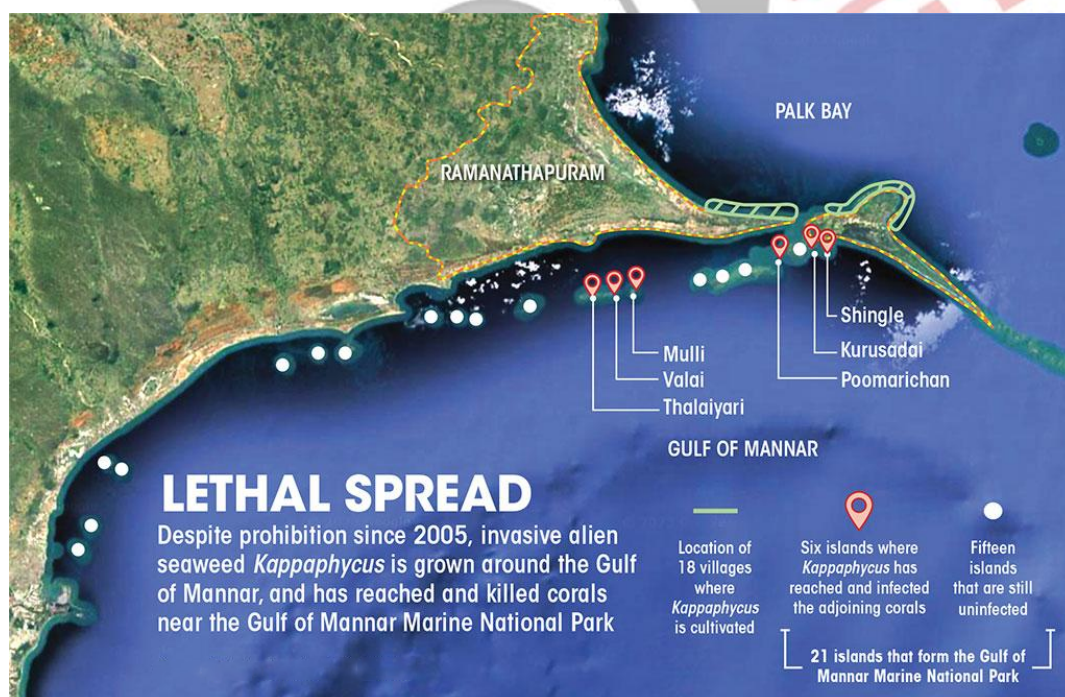 PALK BAY
RAMANATHAPURAM
Shingle
Kurusadai
Poomarichan
Mulli
Valai
Thalaiyari
GULF OF MANNAR
LETHAL SPREAD
Despite prohibition since 2005, invasive alien
seaweed Kappaphycus is grown around the Gulf
of Mannar, and has reached and killed corals
near the Gulf of Mannar Marine National Park
Location of
18 villages
where
Kappaphycus
is cultivated
Six islands where
Kappaphycus has
reached and infected
the adjoining corals
Fifteen
islands
that are still
uninfected
21 islands that form the Gulf of
Mannar Marine National Park